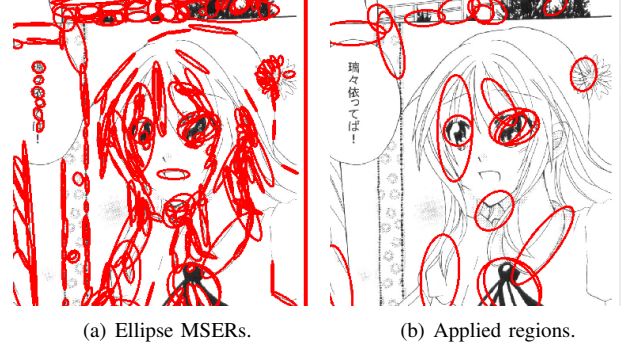 瑞々依ってば！
(a) Ellipse MSERs.
(b) Applied regions.